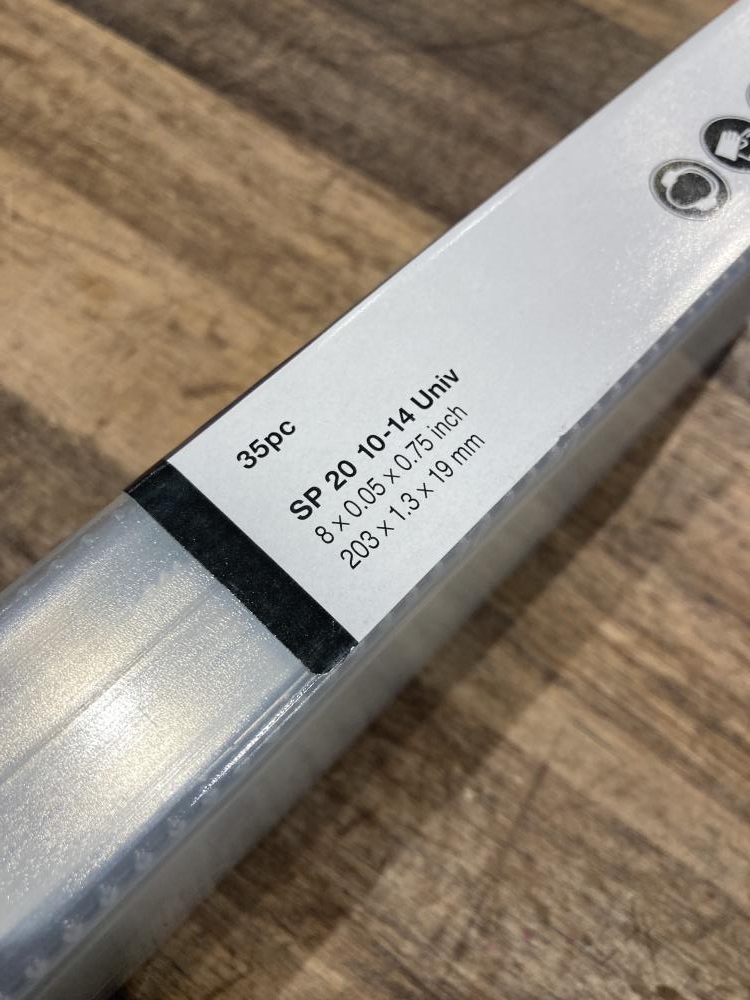 35pc
SP 20 10-14 Univ
8 x 0.05 x 0.75 inch
203 x 1.3 x 19 mm